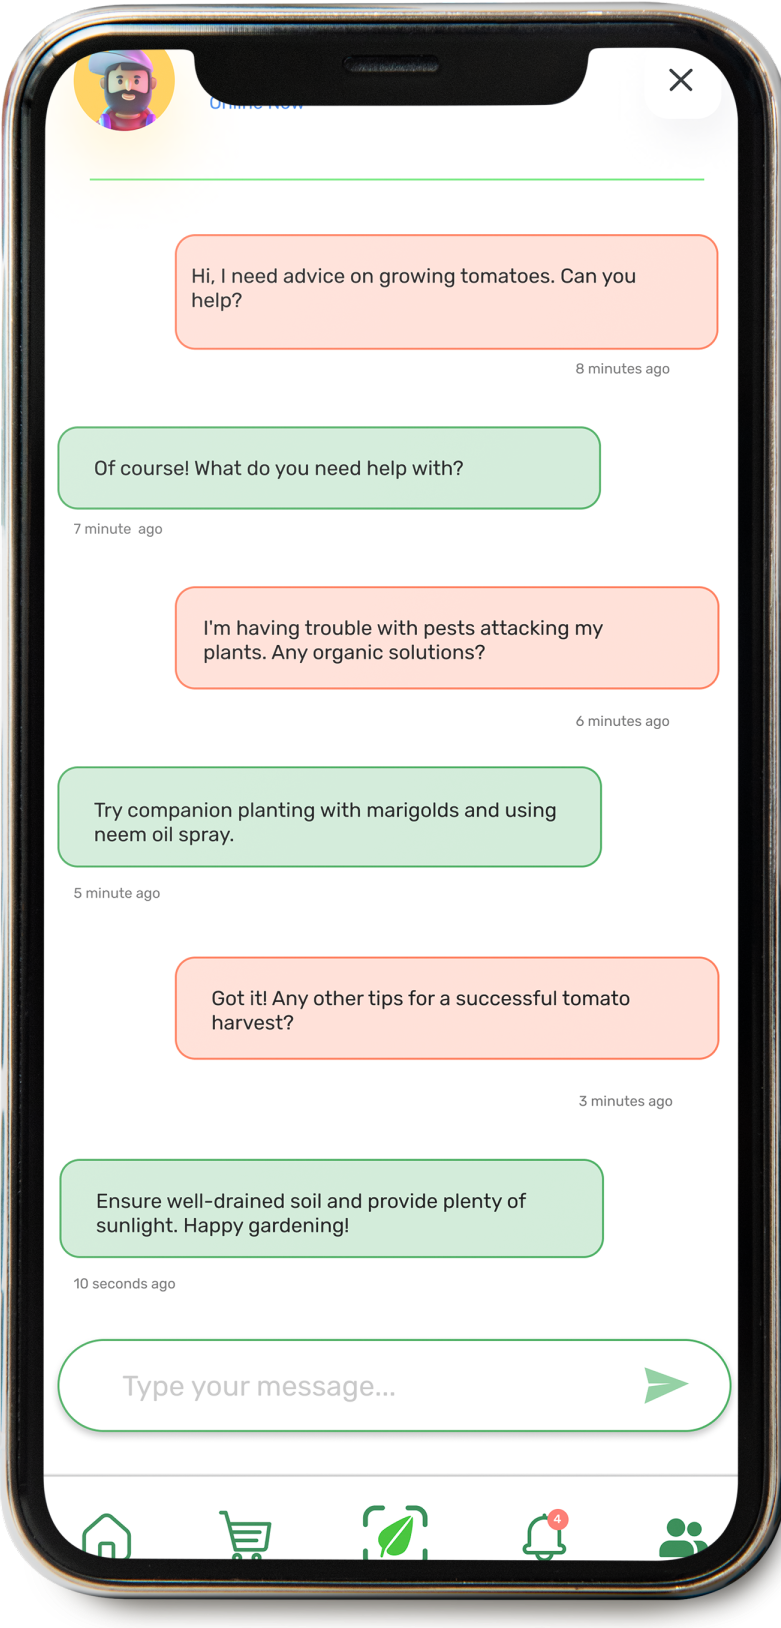 Online Now
Hi, I need advice on growing tomatoes. Can you
help?
8 minutes ago
Of course! What do you need help with?
7 minute  ago
I'm having trouble with pests attacking my
plants. Any organic solutions?
6 minutes ago
Try companion planting with marigolds and using
neem oil spray.
5 minute ago
Got it! Any other tips for a successful tomato
harvest?
3 minutes ago
Ensure well-drained soil and provide plenty of
sunlight. Happy gardening!
10 seconds ago
Type your message...
4